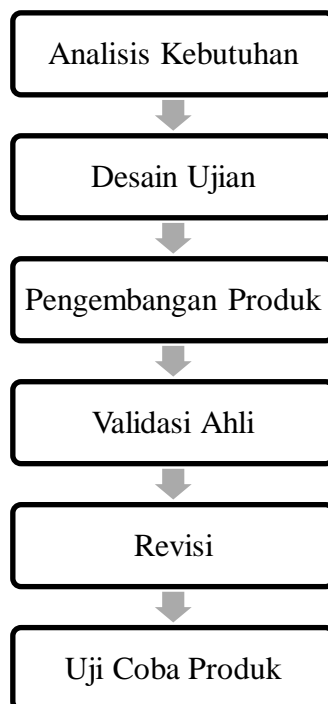 Analisis Kebutuhan
Desain Ujian
Pengembangan Produk
Validasi Ahli
Revisi
Uji Coba Produk